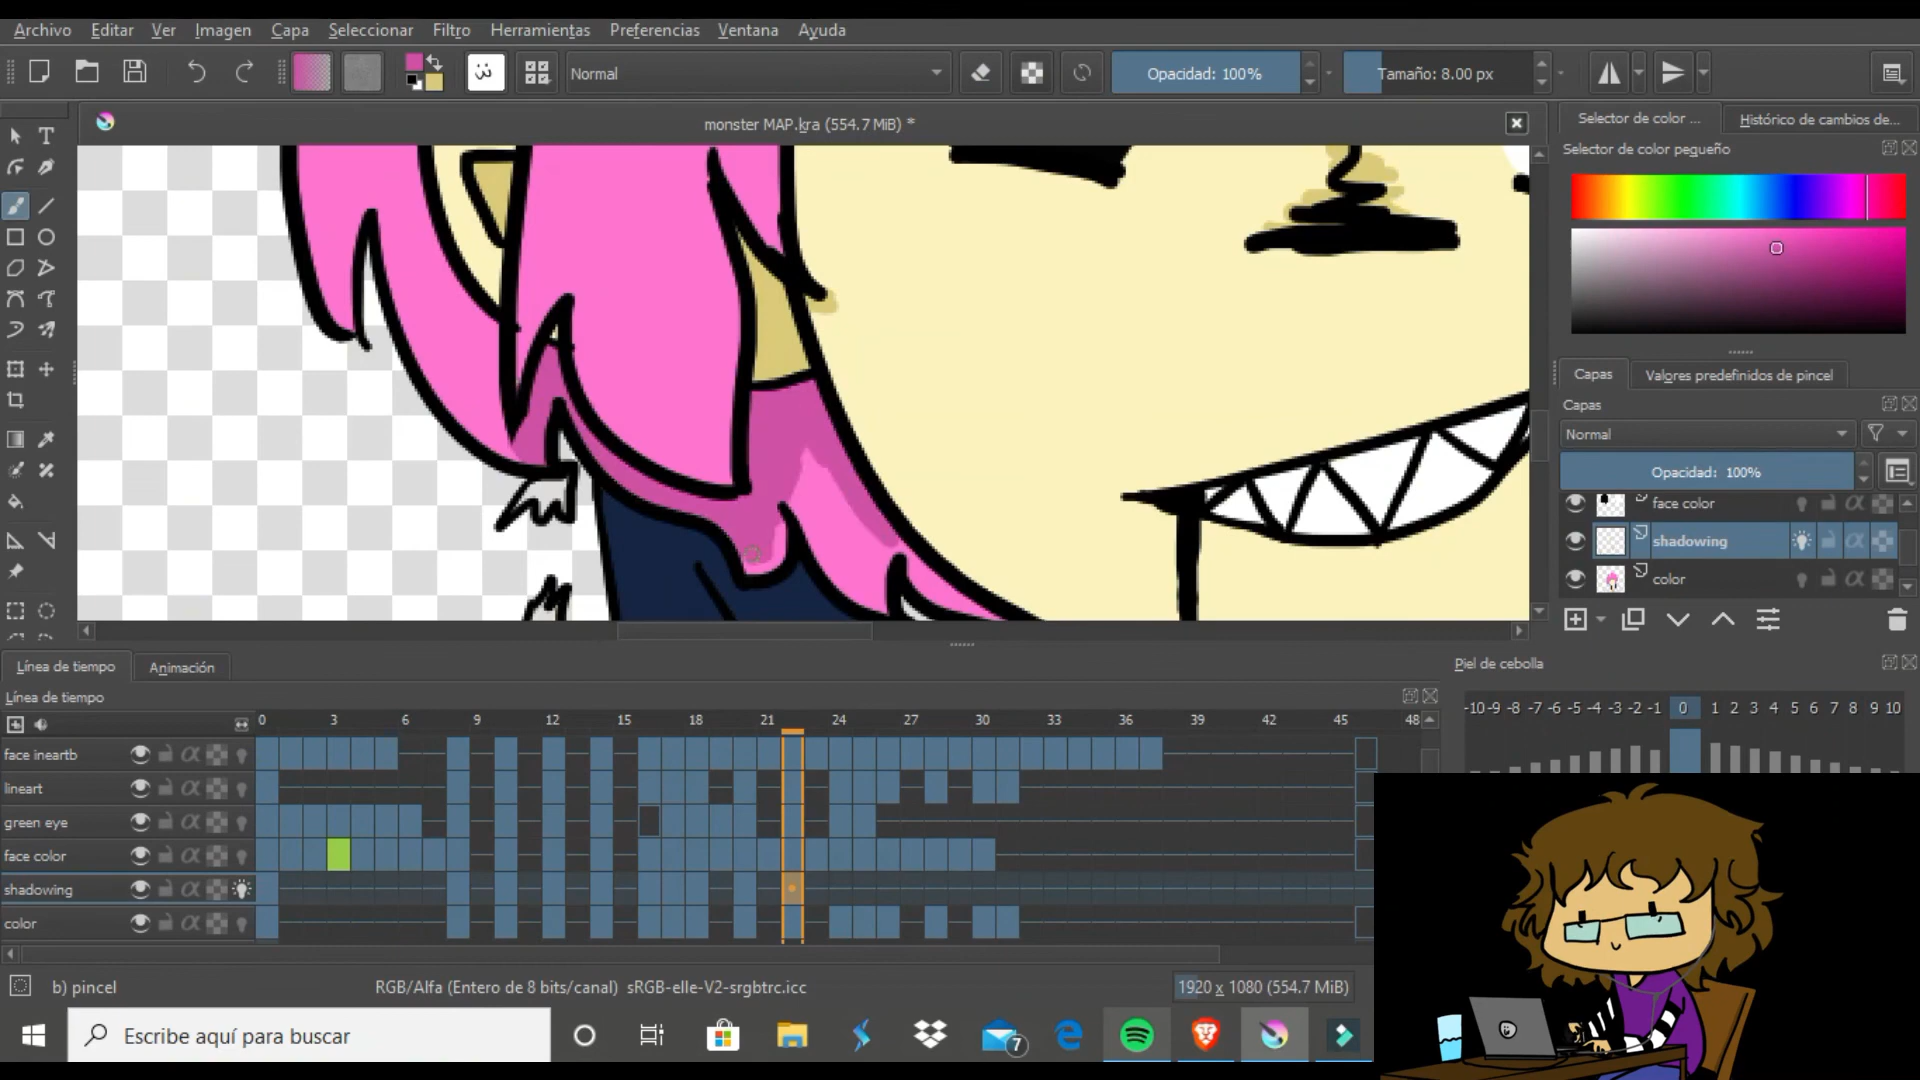 Archivo Editar Ver Imagen Capa Seleccionar Filtro Herramientas Preferencias Ventana Ayuda
Normal Opacidad: 100% Tamaño: 8.00 px
monster MAP.kra (554.7 MiB) *
Selector de color ... Histórico de cambios de...
Selector de color pequeño
Capas Valores predefinidos de pincel
Capas
Normal
Opacidad: 100%
face color
shadowing
color
Línea de tiempo Animación
Piel de cebolla
Línea de tiempo
0 3 6 9 12 15 18 21 24 27 30 33 36 39 42 45 48
-10 -9 -8 -7 -6 -5 -4 -3 -2 -1 0 1 2 3 4 5 6 7 8 9 10
face ineartb
lineart
green eye
face color
shadowing
color
b) pincel RGB/Alfa (Entero de 8 bits/canal) sRGB-elle-V2-srgbtrc.icc 1920 x 1080 (554.7 MiB)
Escribe aquí para buscar
7